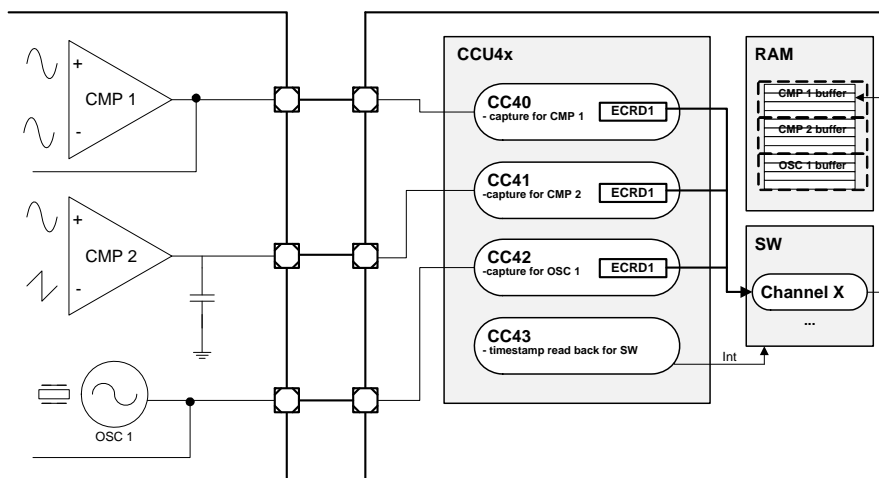 CCU4x
RAM
+
CMP 1
-
CC40
- capture for CMP 1
ECRD1
CMP 1 buffer
CMP 2 buffer
OSC 1 buffer
CC41
-capture for CMP 2
ECRD1
+
CMP 2
-
CC42
-capture for OSC 1
ECRD1
SW
Channel X
...
CC43
- timestamp read back for SW
Int
OSC 1